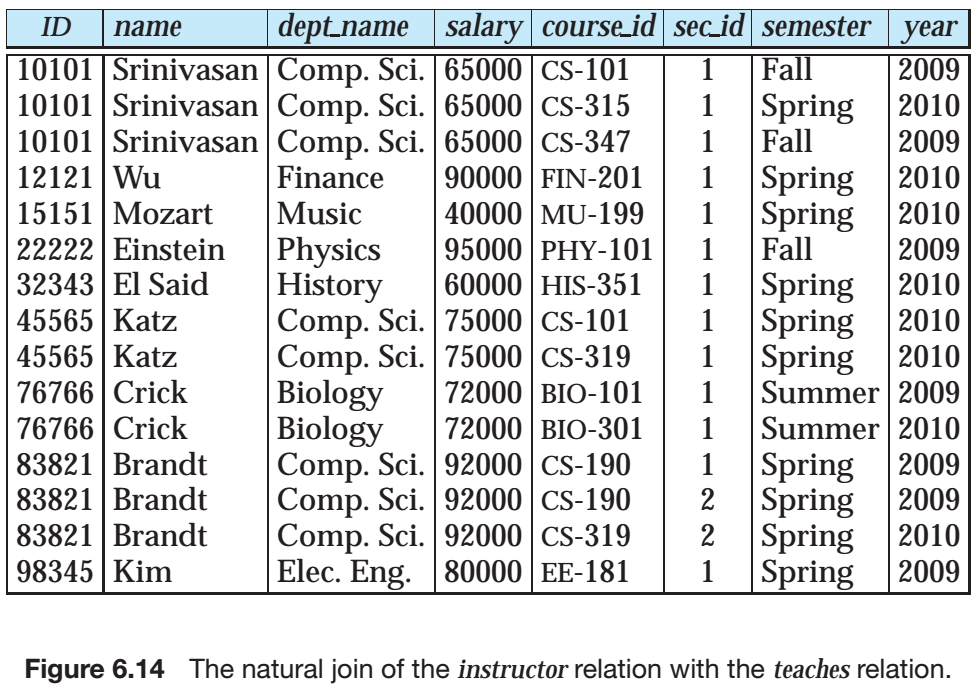 ID name dept_name salary course_id sec_id semester year
10101 Srinivasan Comp. Sci. 65000 CS-101 1 Fall 2009
10101 Srinivasan Comp. Sci. 65000 CS-315 1 Spring 2010
10101 Srinivasan Comp. Sci. 65000 CS-347 1 Fall 2009
12121 Wu Finance 90000 FIN-201 1 Spring 2010
15151 Mozart Music 40000 MU-199 1 Spring 2010
22222 Einstein Physics 95000 PHY-101 1 Fall 2009
32343 El Said History 60000 HIS-351 1 Spring 2010
45565 Katz Comp. Sci. 75000 CS-101 1 Spring 2010
45565 Katz Comp. Sci. 75000 CS-319 1 Spring 2010
76766 Crick Biology 72000 BIO-101 1 Summer 2009
76766 Crick Biology 72000 BIO-301 1 Summer 2010
83821 Brandt Comp. Sci. 92000 CS-190 1 Spring 2009
83821 Brandt Comp. Sci. 92000 CS-190 2 Spring 2009
83821 Brandt Comp. Sci. 92000 CS-319 2 Spring 2010
98345 Kim Elec. Eng. 80000 EE-181 1 Spring 2009
Figure 6.14 The natural join of the instructor relation with the teaches relation.